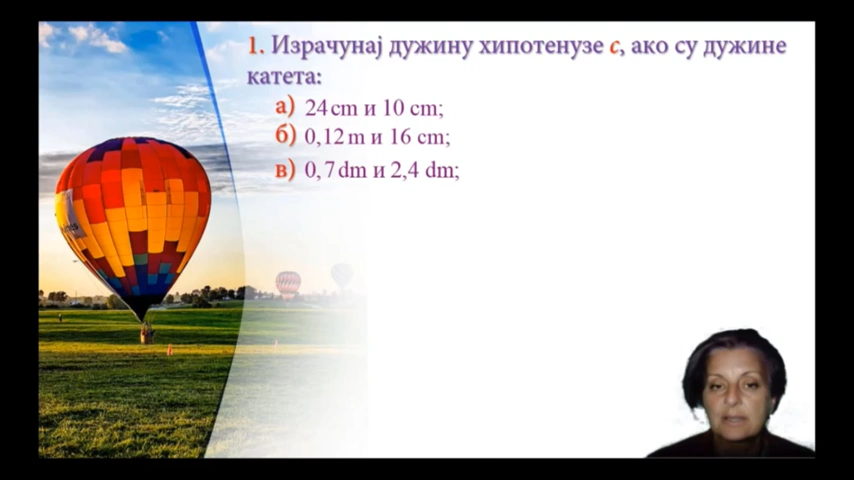 1. Израчунај дужину хипотенузе c, ако су дужине
катета:
а) 24 cm и 10 cm;
б) 0,12 m и 16 cm;
в) 0,7 dm и 2,4 dm;